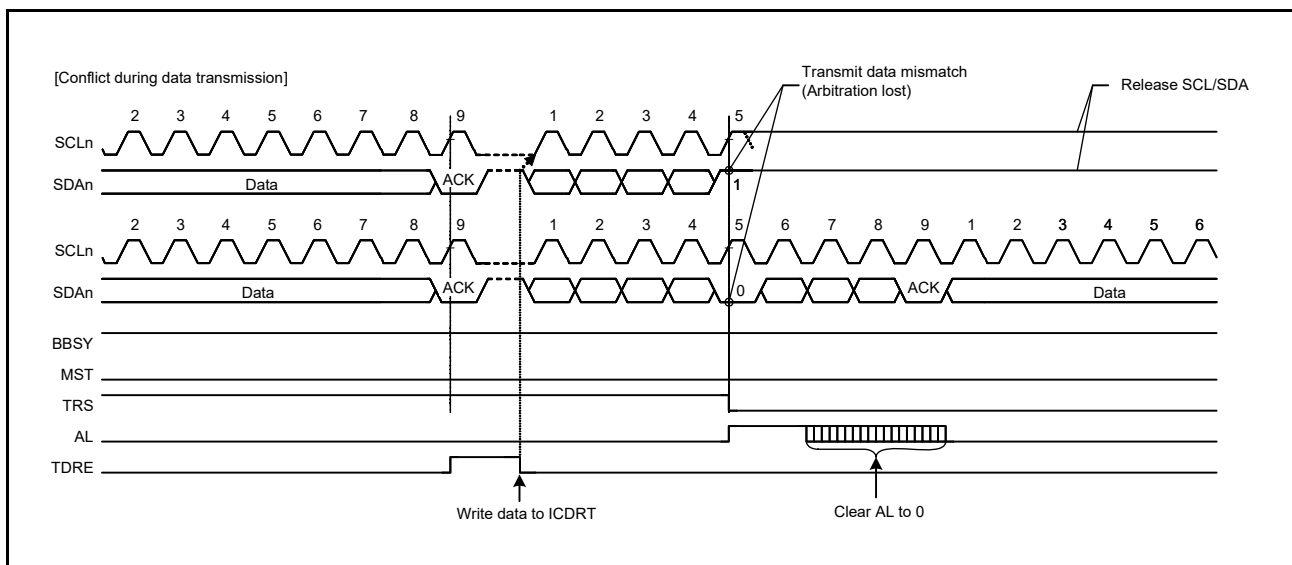 [Conflict during data transmission]
Transmit data mismatch
(Arbitration lost)
Release SCL/SDA
2 3 4 5 6 7 8 9 1 2 3 4 5
SCLn
SDAn Data ACK 1
2 3 4 5 6 7 8 9 1 2 3 4 5 6 7 8 9 1 2 3 4 5 6
SCLn
SDAn Data ACK 0 ACK Data
BBSY
MST
TRS
AL
TDRE
Write data to ICDRT Clear AL to 0